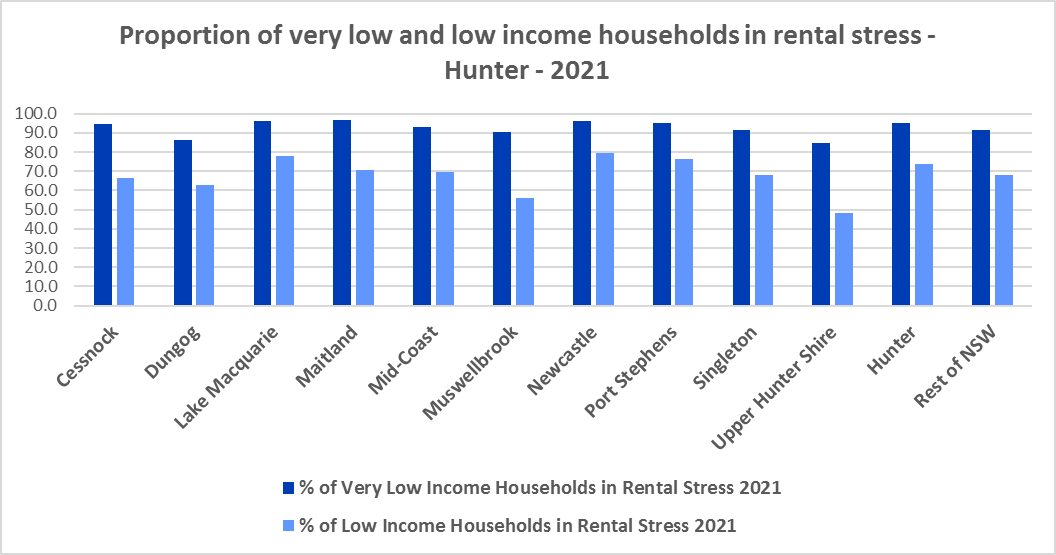 Proportion of very low and low income households in rental stress -
Hunter - 2021
100.0
90.0
80.0
70.0
60.0
50.0
40.0
30.0
20.0
10.0
0.0
Cessnock
Dungog
Lake Macquarie
Maitland
Mid-Coast
Muswellbrook
Newcastle
Port Stephens
Singleton
Upper Hunter Shire
Hunter
Rest of NSW
% of Very Low Income Households in Rental Stress 2021
% of Low Income Households in Rental Stress 2021